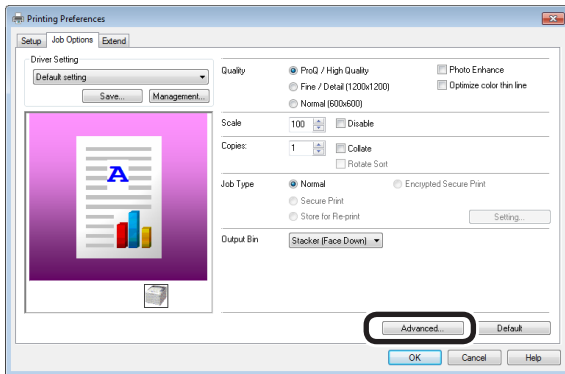 Printing Preferences
Setup Job Options Extend
Driver Setting
Default setting
Save... Management...
A
Quality
ProQ / High Quality
Fine / Detail (1200x1200)
Normal (600x600)
Photo Enhance
Optimize color thin line
Scale 100 Disable
Copies: 1 Collate
Rotate Sort
Job Type Normal Encrypted Secure Print
Secure Print
Store for Re-print Setting...
Output Bin Stacker (Face Down)
Advanced... Default
OK Cancel Help